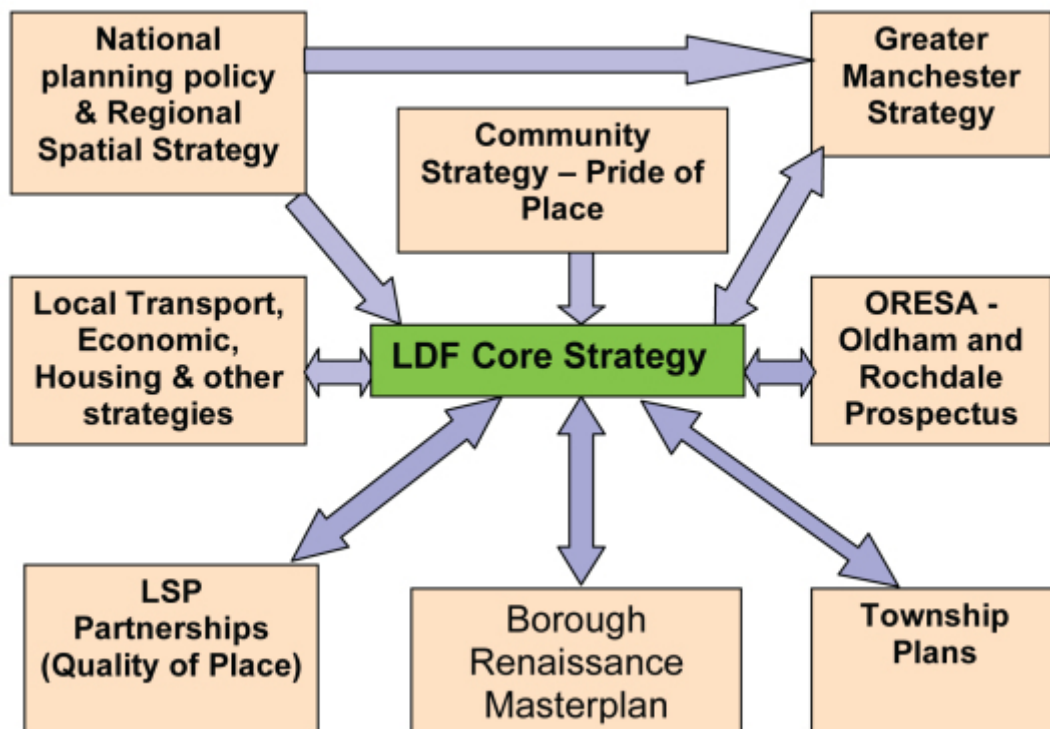 National
planning policy
& Regional
Spatial Strategy
Greater
Manchester
Strategy
Community
Strategy – Pride of
Place
Local Transport,
Economic,
Housing & other
strategies
LDF Core Strategy
ORESA -
Oldham and
Rochdale
Prospectus
LSP
Partnerships
(Quality of Place)
Borough
Renaissance
Masterplan
Township
Plans